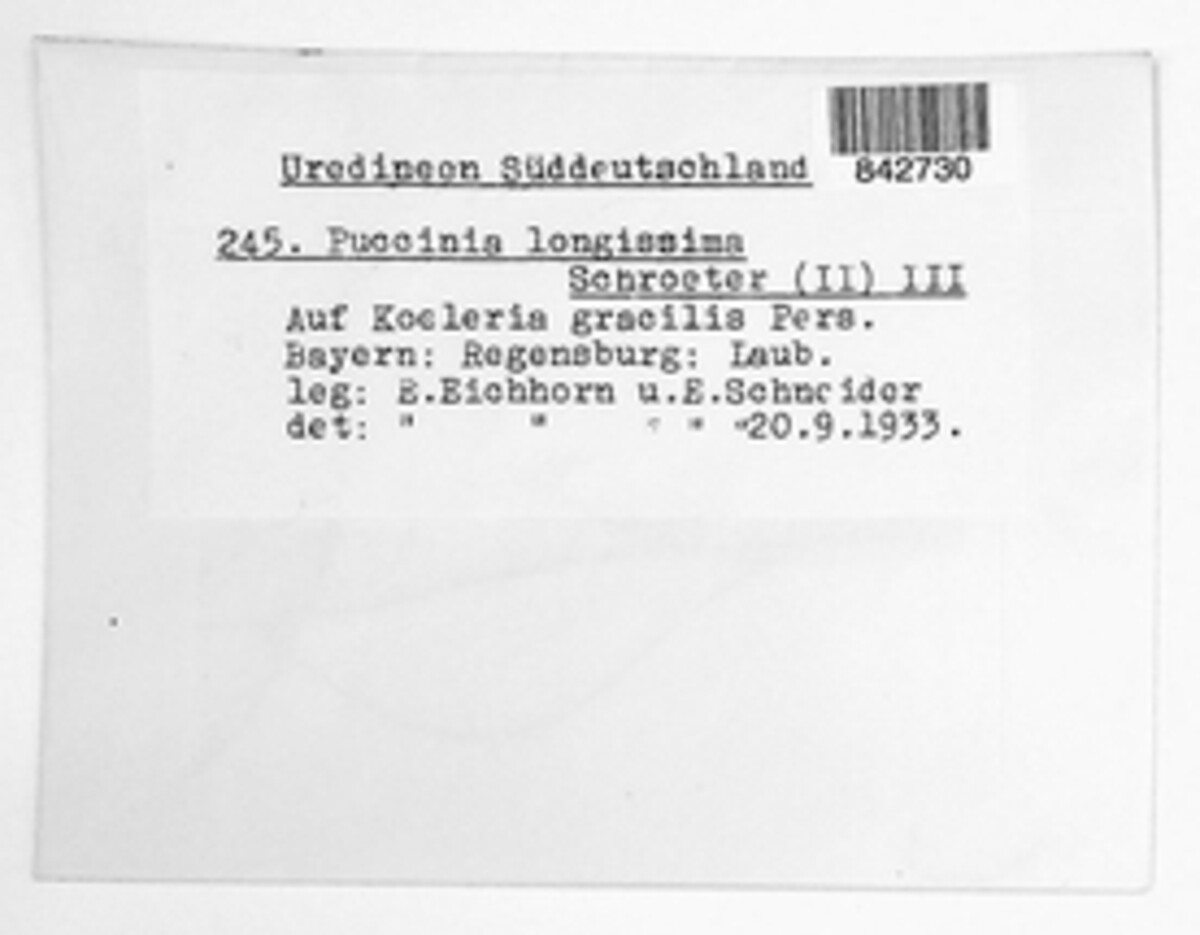 Uredineen Süddeutschland
842730
245. Puccinia longissima
Schroeter (II) III
Auf Koeleria gracilis Pers.
Bayern: Regensburg: Laub.
leg: E.Eichhorn u.E.Schneider
det: " " " " "20.9.1933.